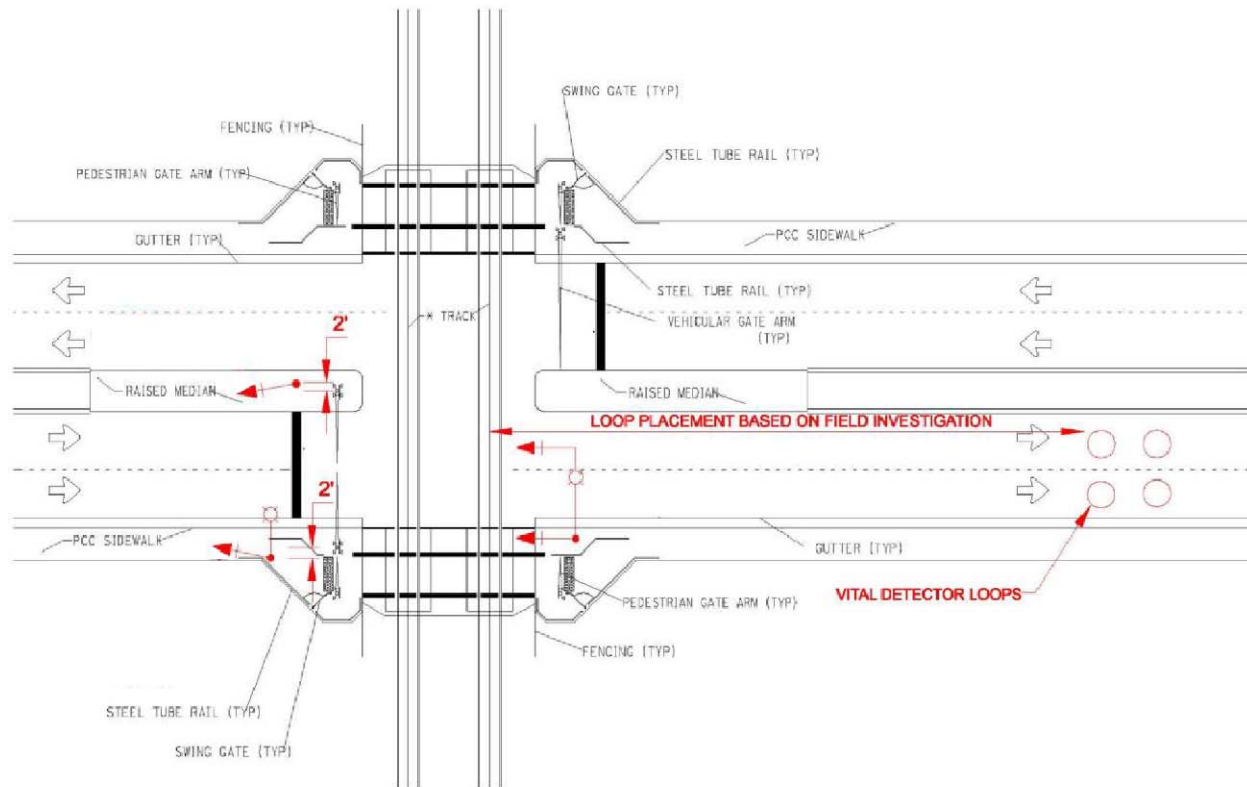 SWING GATE (TYP)
FENCING (TYP)
STEEL TUBE RAIL (TYP)
PEDESTRIAN GATE ARM (TYP)
GUTTER (TYP)
PCC SIDEWALK
STEEL TUBE RAIL (TYP)
* TRACK
2'
VEHICULAR GATE ARM
(TYP)
RAISED MEDIAN
RAISED MEDIAN
LOOP PLACEMENT BASED ON FIELD INVESTIGATION
2'
PCC SIDEWALK
GUTTER (TYP)
VITAL DETECTOR LOOPS
PEDESTRIAN GATE ARM (TYP)
FENCING (TYP)
STEEL TUBE RAIL (TYP)
SWING GATE (TYP)